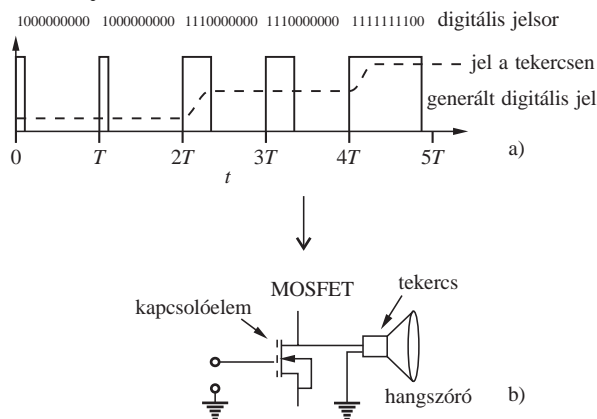 1000000000 1000000000 1110000000 1110000000 1111111100 digitális jelsor
jel a tekercsen
generált digitális jel
0 T 2T 3T 4T 5T
t
a)
MOSFET
tekercs
kapcsolóelem
hangszóró
b)